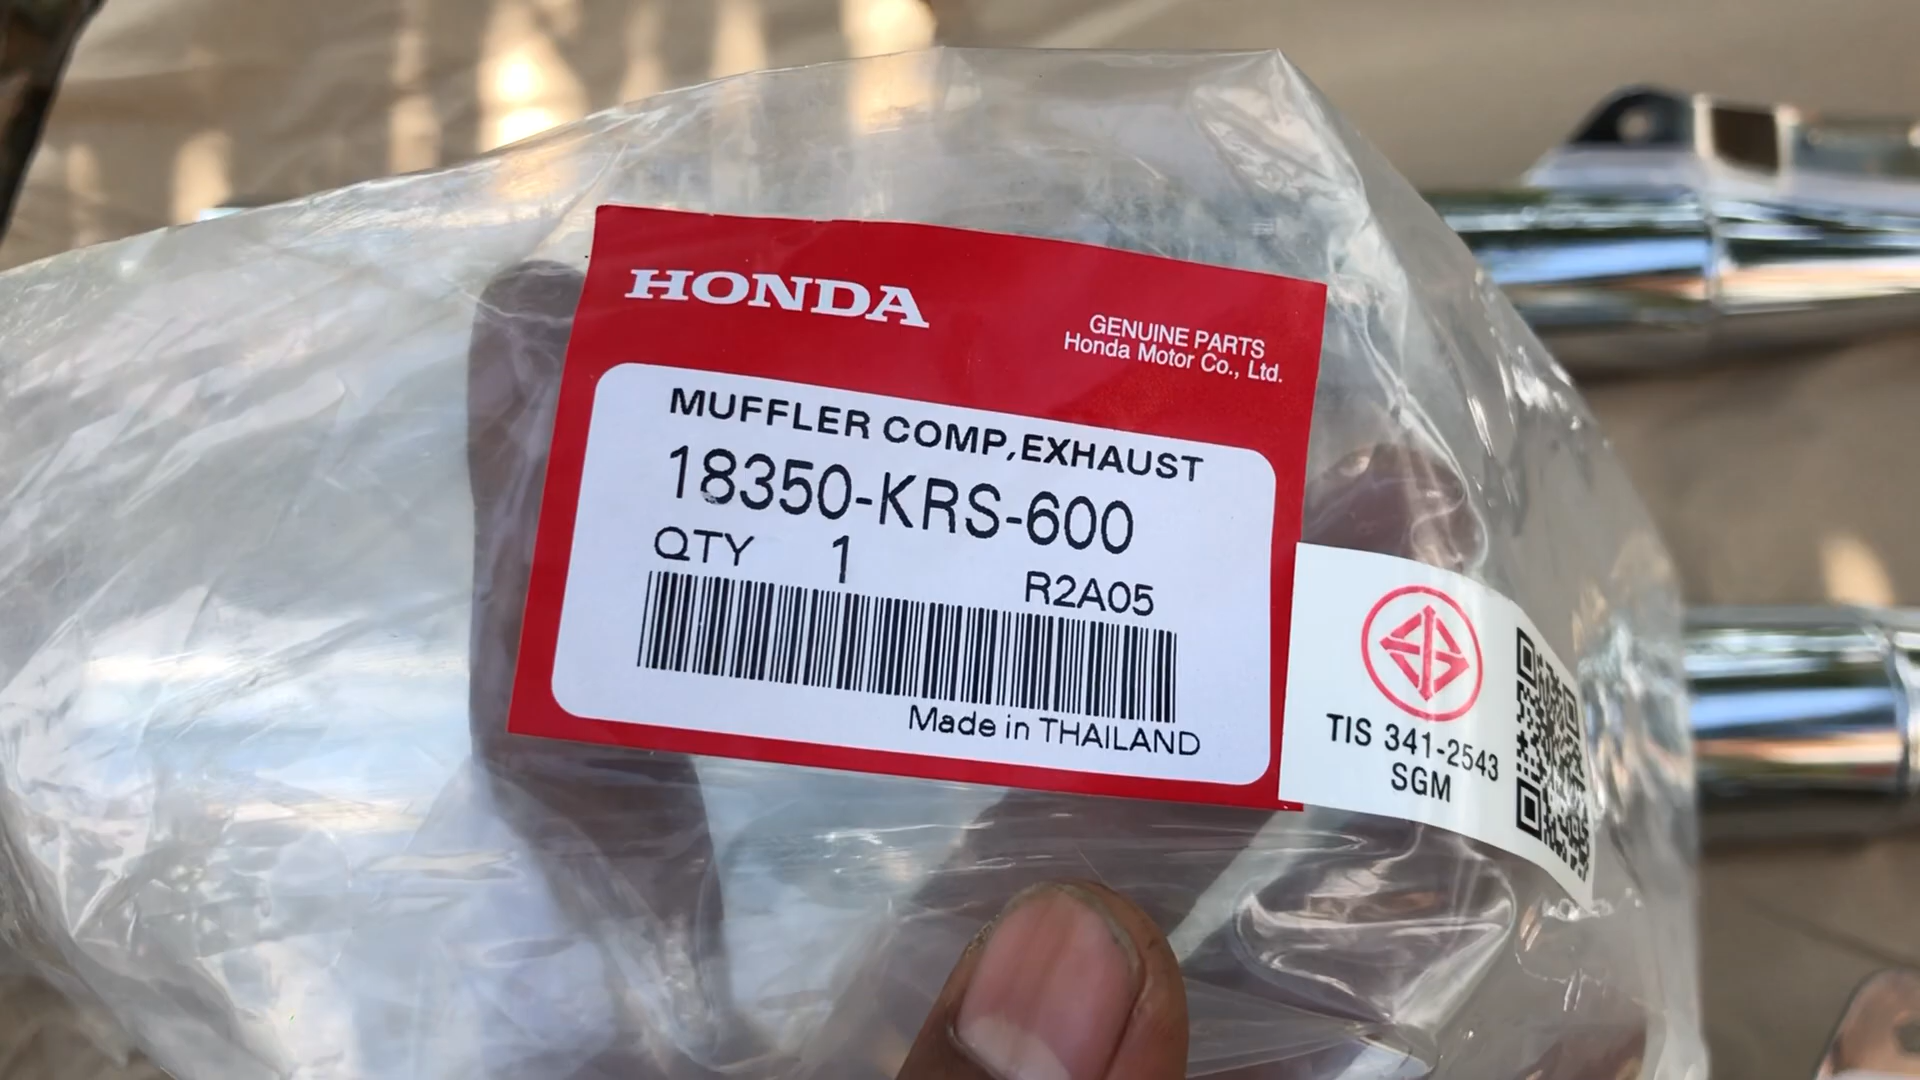 HONDA
GENUINE PARTS
Honda Motor Co., Ltd.
MUFFLER COMP,EXHAUST
18350-KRS-600
QTY 1
R2A05
Made in THAILAND
TIS 341-2543
SGM